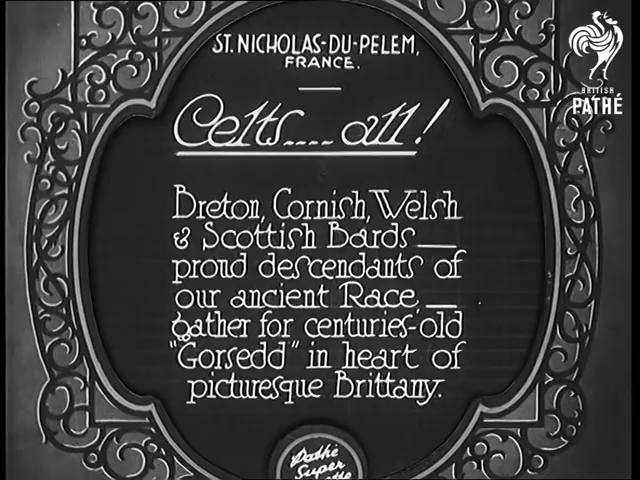 ST. NICHOLAS-DU-PELEM,
FRANCE.
Celts.... all!
Breton, Cornish, Welsh
& Scottish Bards —
proud descendants of
our ancient Race, —
gather for centuries-old
"Gorsedd" in heart of
picturesque Brittany.
Pathé
Super
BRITISH
PATHÉ